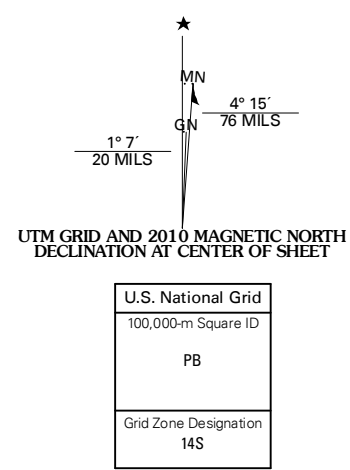 MN
4° 15´
76 MILS
GN
1° 7´
20 MILS
UTM GRID AND 2010 MAGNETIC NORTH
DECLINATION AT CENTER OF SHEET
U.S. National Grid
100,000-m Square ID
PB
Grid Zone Designation
14S